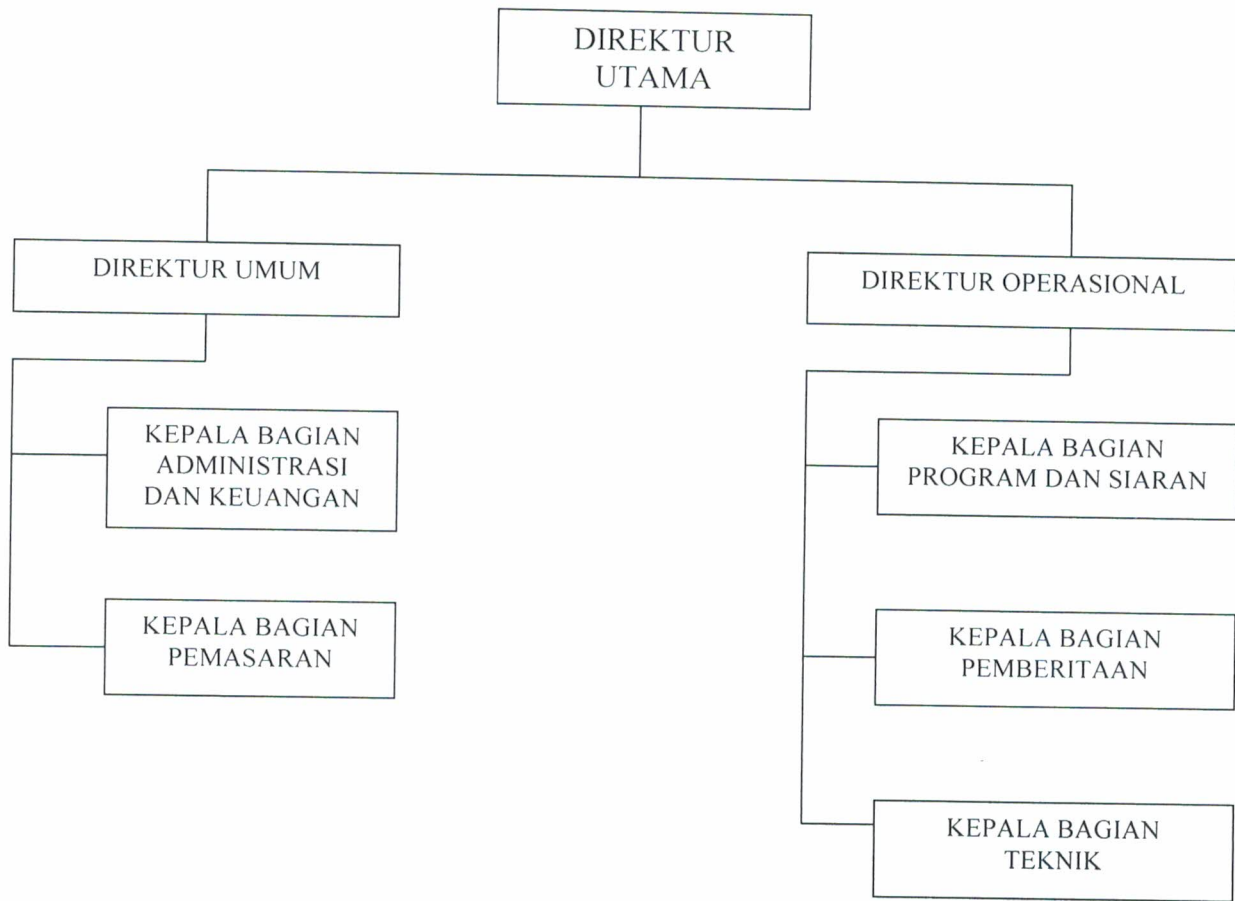 DIREKTUR
UTAMA
DIREKTUR UMUM
DIREKTUR OPERASIONAL
KEPALA BAGIAN
ADMINISTRASI
DAN KEUANGAN
KEPALA BAGIAN
PEMASARAN
KEPALA BAGIAN
PROGRAM DAN SIARAN
KEPALA BAGIAN
PEMBERITAAN
KEPALA BAGIAN
TEKNIK